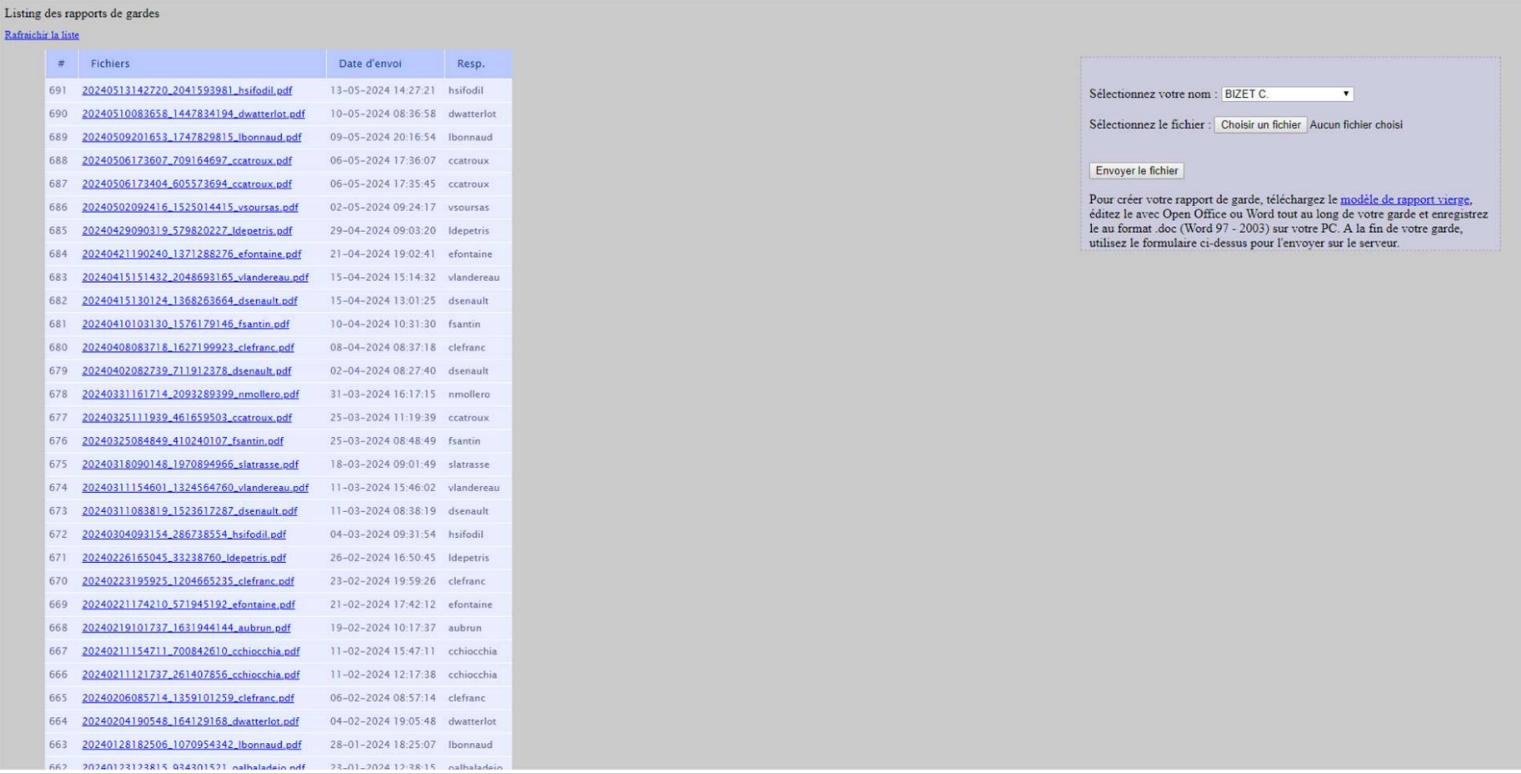 Listing des rapports de gardes
Rafraichir la liste
# Fichiers Date d'envoi Resp.
691 20240513142720_2041593981_hsifodil.pdf 13-05-2024 14:27:21 hsifodil
690 20240510083658_1447834194_dwatterlot.pdf 10-05-2024 08:36:58 dwatterlot
689 20240509201653_1747829815_lbonnaud.pdf 09-05-2024 20:16:54 lbonnaud
688 20240506173607_709164697_ccatroux.pdf 06-05-2024 17:36:07 ccatroux
687 20240506173404_605573694_ccatroux.pdf 06-05-2024 17:35:45 ccatroux
686 20240502092416_1525014415_vsoursas.pdf 02-05-2024 09:24:17 vsoursas
685 20240429090319_579820227_ldepetris.pdf 29-04-2024 09:03:20 ldepetris
684 20240421190240_1371288276_efontaine.pdf 21-04-2024 19:02:41 efontaine
683 20240415151432_2048693165_vlandereau.pdf 15-04-2024 15:14:32 vlandereau
682 20240415130124_1368263664_dsenault.pdf 15-04-2024 13:01:25 dsenault
681 20240410103130_1576179146_fsantin.pdf 10-04-2024 10:31:30 fsantin
680 20240408083718_1627199923_clefranc.pdf 08-04-2024 08:37:18 clefranc
679 20240402082739_711912378_dsenault.pdf 02-04-2024 08:27:40 dsenault
678 20240331161714_2093289399_nmollero.pdf 31-03-2024 16:17:15 nmollero
677 20240325111939_461659503_ccatroux.pdf 25-03-2024 11:19:39 ccatroux
676 20240325084849_410240107_fsantin.pdf 25-03-2024 08:48:49 fsantin
675 20240318090148_1970894966_slatrasse.pdf 18-03-2024 09:01:49 slatrasse
674 20240311154601_1324564760_vlandereau.pdf 11-03-2024 15:46:02 vlandereau
673 20240311083819_1523617287_dsenault.pdf 11-03-2024 08:38:19 dsenault
672 20240304093154_286738554_hsifodil.pdf 04-03-2024 09:31:54 hsifodil
671 20240226165045_33238760_ldepetris.pdf 26-02-2024 16:50:45 ldepetris
670 20240223195925_1204665235_clefranc.pdf 23-02-2024 19:59:26 clefranc
669 20240221174210_571945192_efontaine.pdf 21-02-2024 17:42:12 efontaine
668 20240219101737_1631944144_aubrun.pdf 19-02-2024 10:17:37 aubrun
667 20240211154711_700842610_cchiocchia.pdf 11-02-2024 15:47:11 cchiocchia
666 20240211121737_261407856_cchiocchia.pdf 11-02-2024 12:17:38 cchiocchia
665 20240206085714_1359101259_clefranc.pdf 06-02-2024 08:57:14 clefranc
664 20240204190548_164129168_dwatterlot.pdf 04-02-2024 19:05:48 dwatterlot
663 20240128182506_1070954342_lbonnaud.pdf 28-01-2024 18:25:07 lbonnaud
662 20240123123815_934301521_oalbaladejo.pdf 23-01-2024 12:38:15 oalbaladejo
Sélectionnez votre nom : BIZET C.
Sélectionnez le fichier : Choisir un fichier Aucun fichier choisi
Envoyer le fichier
Pour créer votre rapport de garde, téléchargez le modèle de rapport vierge,
éditez le avec Open Office ou Word tout au long de votre garde et enregistrez
le au format .doc (Word 97 - 2003) sur votre PC. A la fin de votre garde,
utilisez le formulaire ci-dessus pour l'envoyer sur le serveur.